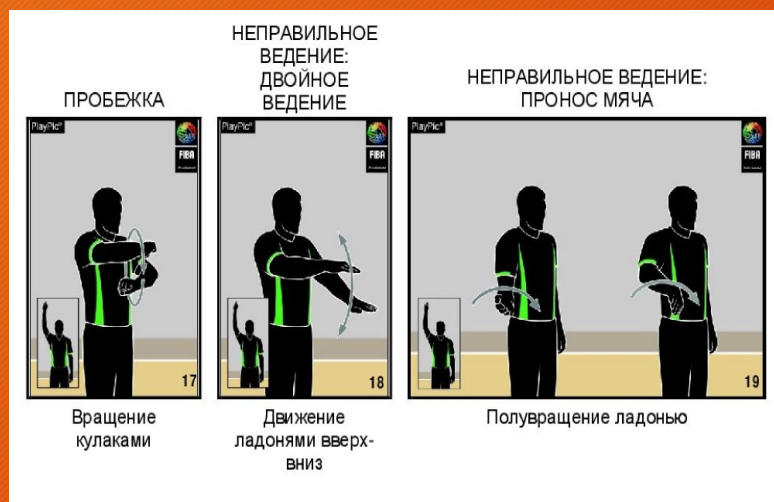 ПРОБЕЖКА
НЕПРАВИЛЬНОЕ
ВЕДЕНИЕ:
ДВОЙНОЕ
ВЕДЕНИЕ
НЕПРАВИЛЬНОЕ ВЕДЕНИЕ:
ПРОНОС МЯЧА
PlayPic®
FIBA
17
PlayPic®
FIBA
18
PlayPic®
FIBA
19
Вращение
кулаками
Движение
ладонями вверх-
вниз
Полувращение ладонью